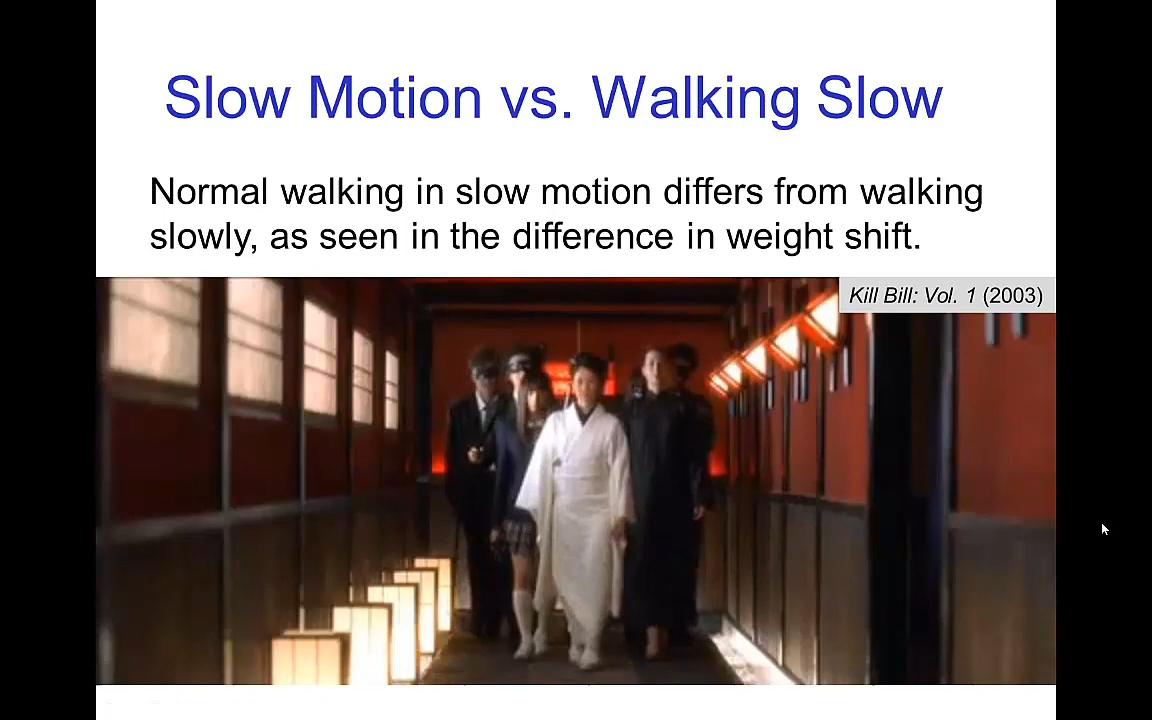 Slow Motion vs. Walking Slow
Normal walking in slow motion differs from walking
slowly, as seen in the difference in weight shift.
Kill Bill: Vol. 1 (2003)